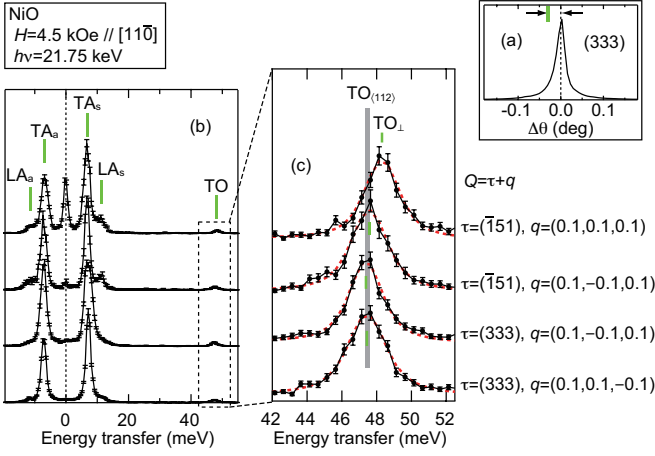 NiO
H=4.5 kOe // [11̄0]
hν=21.75 keV
(a)
(333)
-0.1 0.0 0.1
Δθ (deg)
(b)
LAₐ
TAₐ
TAₛ
LAₛ
TO
0 20 40
Energy transfer (meV)
(c)
TO⟨112⟩
TO⊥
42 44 46 48 50 52
Energy transfer (meV)
Q=τ+q
τ=(1̄51), q=(0.1,0.1,0.1)
τ=(1̄51), q=(0.1,−0.1,0.1)
τ=(333), q=(0.1,−0.1,0.1)
τ=(333), q=(0.1,0.1,−0.1)